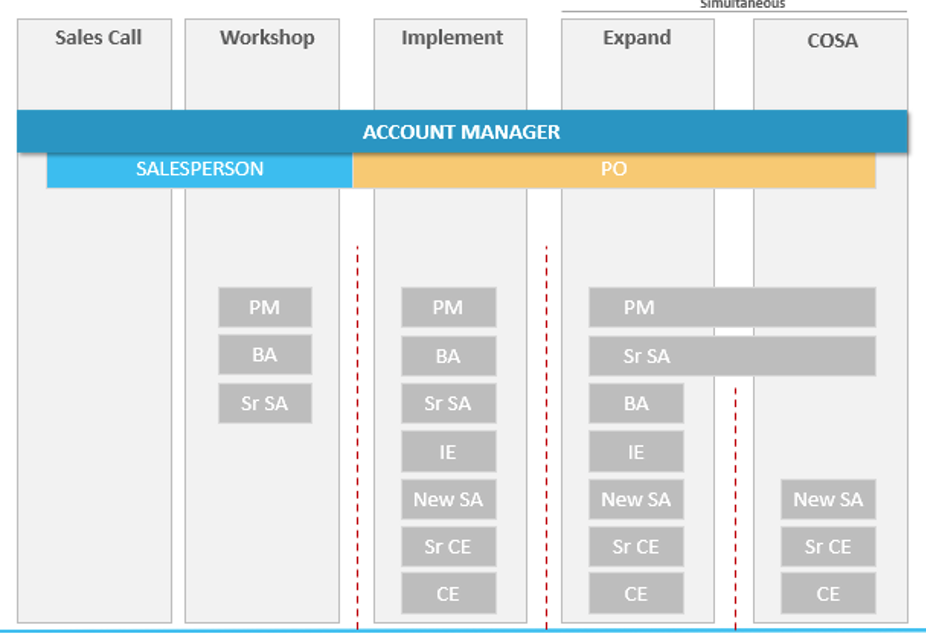 Simultaneous
Sales Call
Workshop
Implement
Expand
COSA
ACCOUNT MANAGER
SALESPERSON
PO
PM
BA
Sr SA
PM
BA
Sr SA
IE
New SA
Sr CE
CE
PM
Sr SA
BA
IE
New SA
Sr CE
CE
New SA
Sr CE
CE